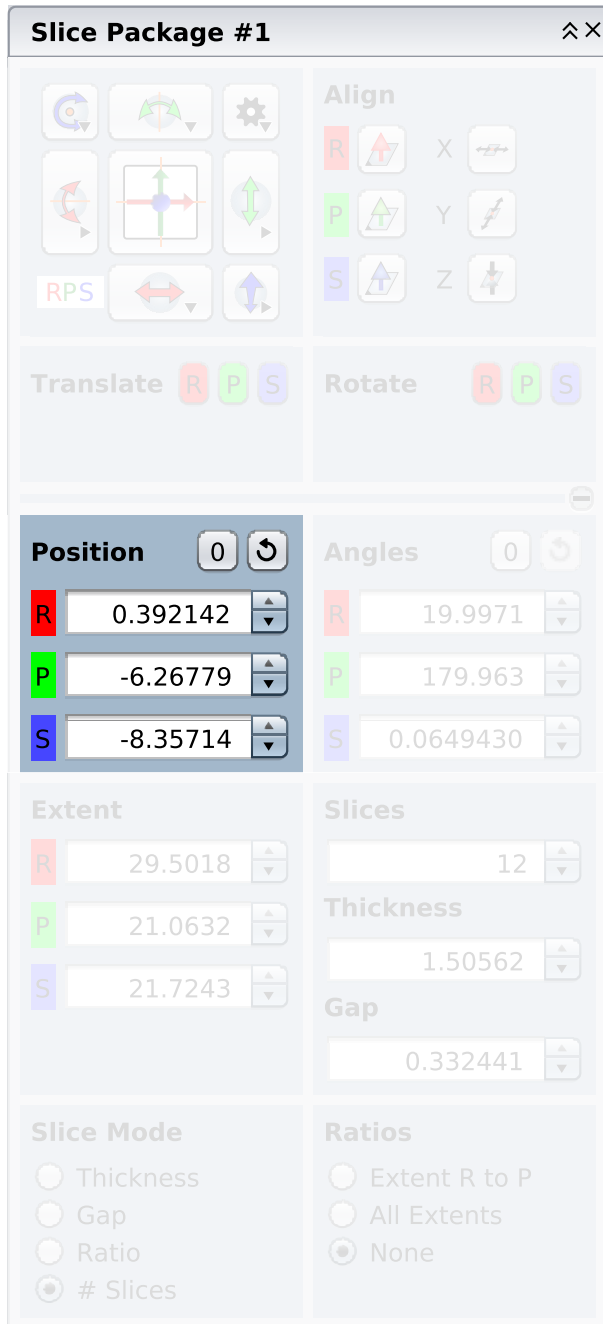 Slice Package #1
Align
R X
P Y
RPS
S Z
Translate R P S
Rotate R P S
Position 0
R 0.392142
P -6.26779
S -8.35714
Angles 0
R 19.9971
P 179.963
S 0.0649430
Extent
R 29.5018
P 21.0632
S 21.7243
Slices
12
Thickness
1.50562
Gap
0.332441
Slice Mode
Thickness
Gap
Ratio
# Slices
Ratios
Extent R to P
All Extents
None